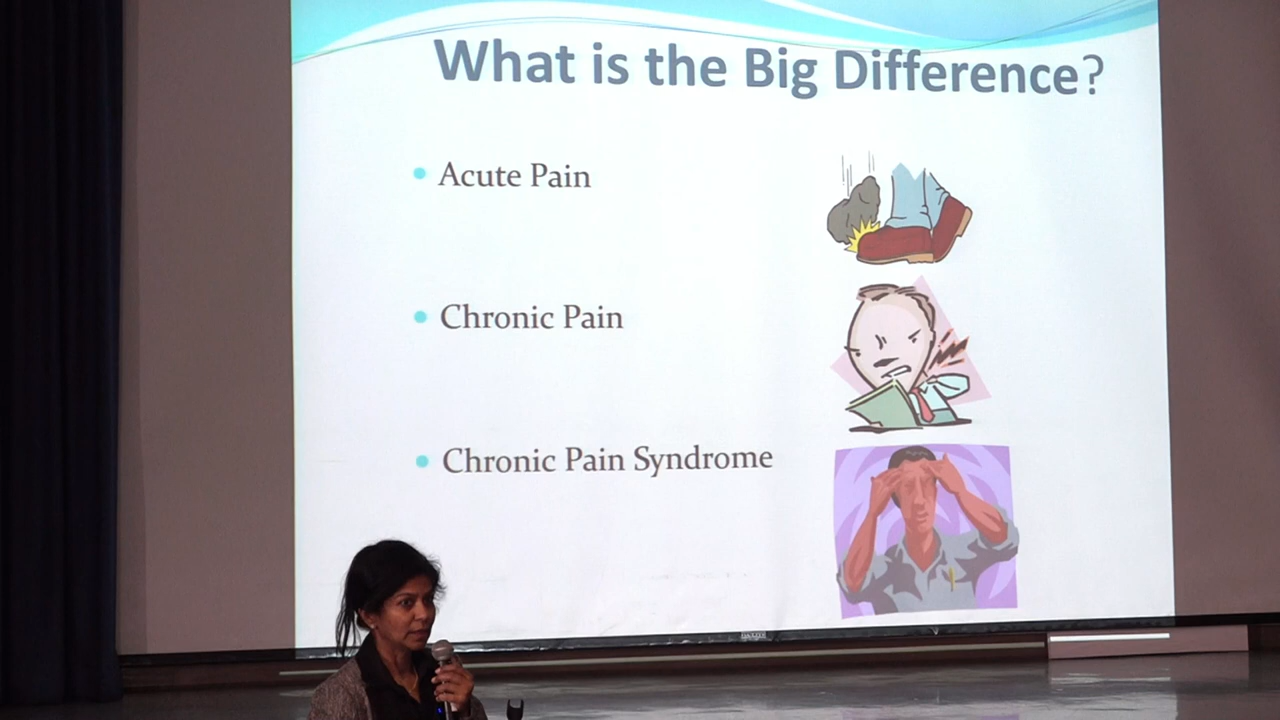 What is the Big Difference?
Acute Pain
Chronic Pain
Chronic Pain Syndrome